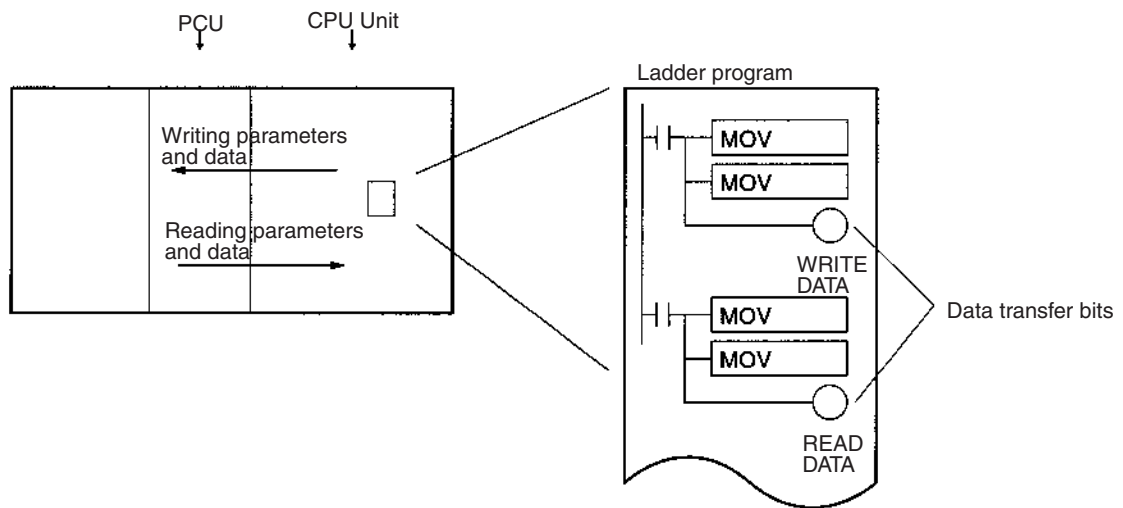 PCU
CPU Unit
Writing parameters
and data
Reading parameters
and data
Ladder program
MOV
MOV
WRITE
DATA
MOV
MOV
READ
DATA
Data transfer bits